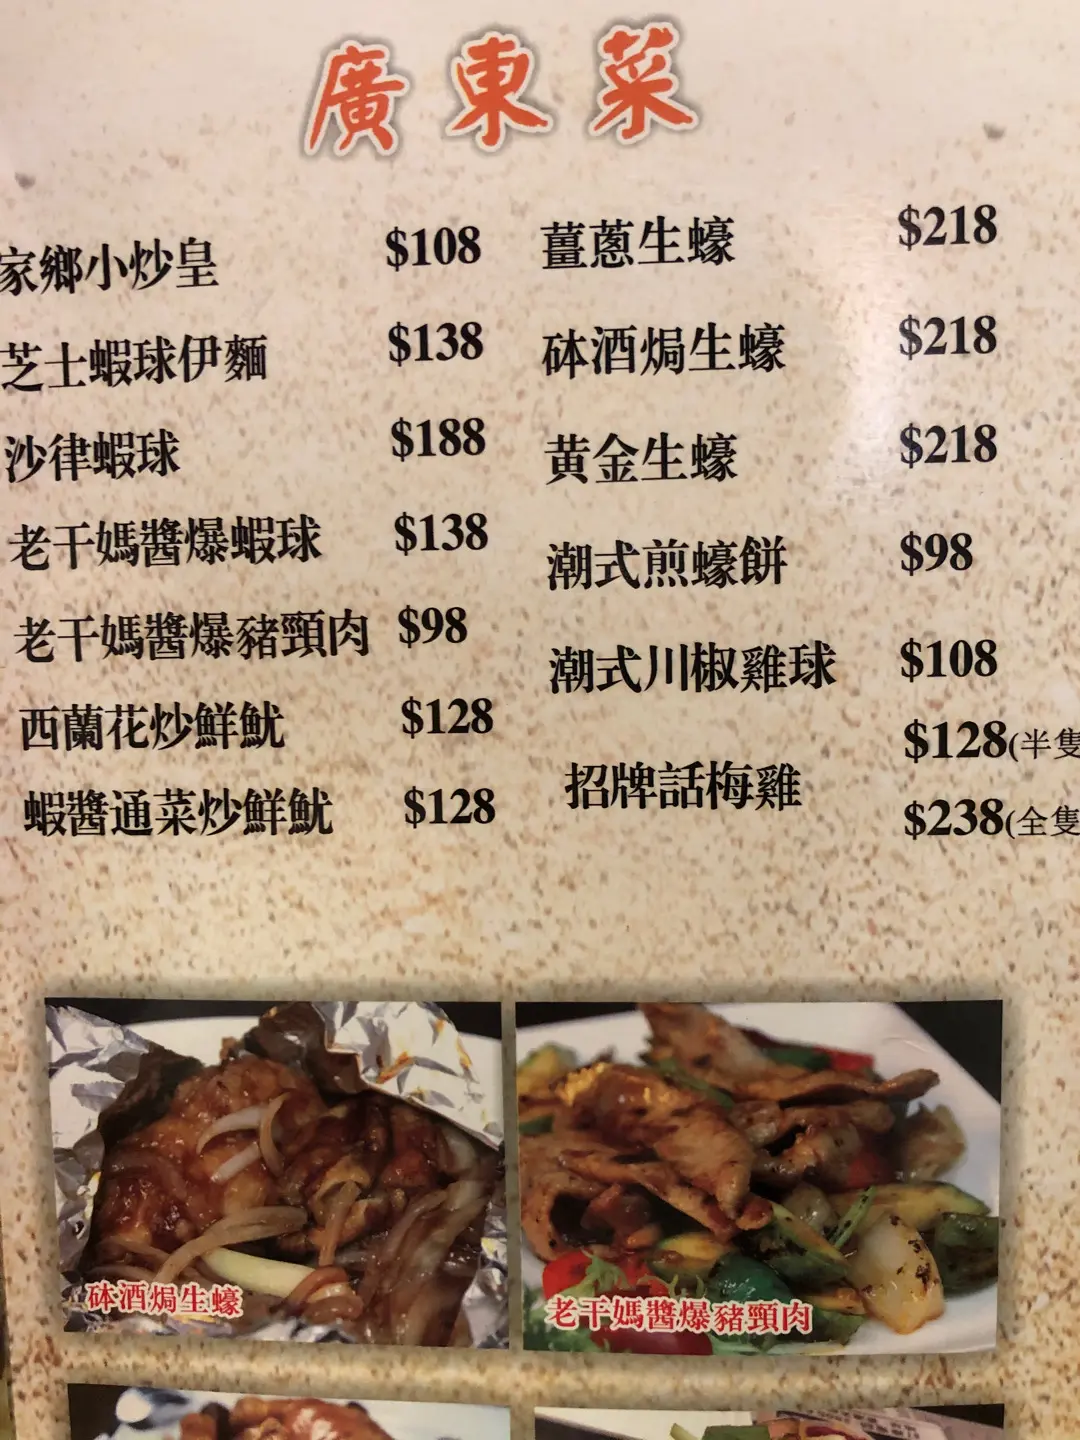 廣東菜
家鄉小炒皇 $108
芝士蝦球伊麵 $138
沙律蝦球 $188
老干媽醬爆蝦球 $138
老干媽醬爆豬頸肉 $98
西蘭花炒鮮魷 $128
蝦醬通菜炒鮮魷 $128
薑蔥生蠔 $218
砵酒焗生蠔 $218
黃金生蠔 $218
潮式煎蠔餅 $98
潮式川椒雞球 $108
招牌話梅雞 $128(半隻
$238(全隻
砵酒焗生蠔
老干媽醬爆豬頸肉